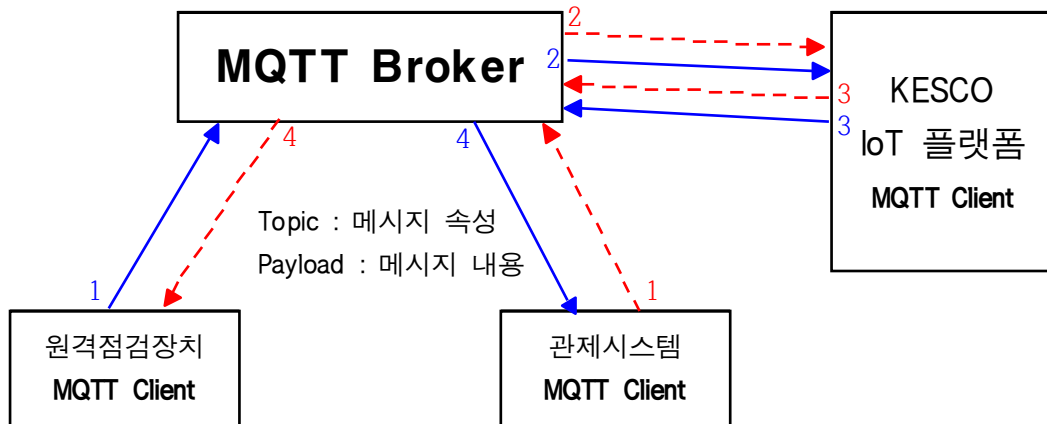 MQTT Broker
2
2
3
3
KESCO
IoT 플랫폼
MQTT Client
4
4
Topic : 메시지 속성
Payload : 메시지 내용
1
1
원격점검장치
MQTT Client
관제시스템
MQTT Client